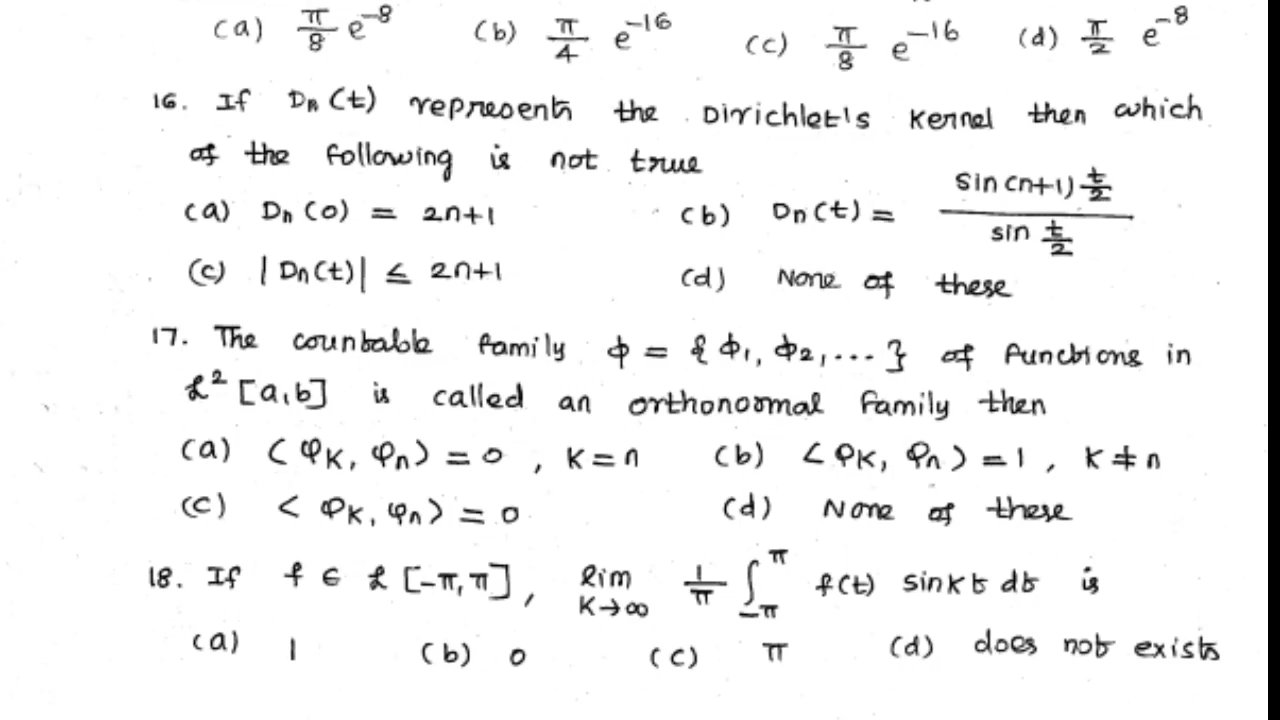 (a) π/8 e^-8 (b) π/4 e^-16 (c) π/8 e^-16 (d) π/2 e^-8
16. If Dn(t) represents the Dirichlet's Kernel then which
of the following is not true
(a) Dn(0) = 2n+1 (b) Dn(t) = sin(n+1)t/2 / sin t/2
(c) |Dn(t)| ≤ 2n+1 (d) None of these
17. The countable family ϕ = {ϕ1, ϕ2,...} of functions in
ℒ²[a,b] is called an orthonormal family then
(a) ⟨φK, φn⟩ = 0, K=n (b) ⟨φK, φn⟩ = 1, K≠n
(c) <φK, φn> = 0 (d) None of these
18. If f ∈ ℒ[-π,π], lim K→∞ 1/π ∫_-π^π f(t) sinkt dt is
(a) 1 (b) 0 (c) π (d) does not exists